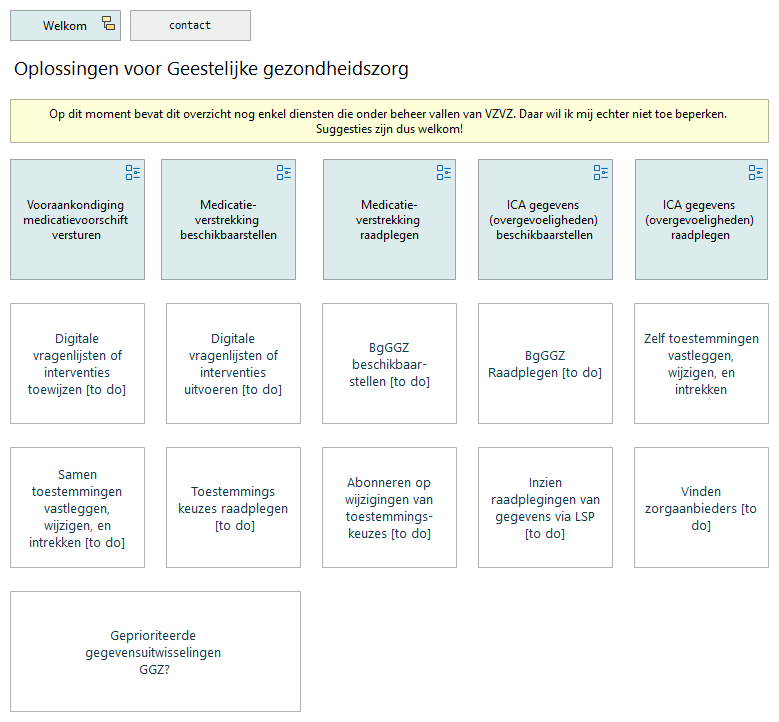 Welkom
contact
Oplossingen voor Geestelijke gezondheidszorg
Op dit moment bevat dit overzicht nog enkel diensten die onder beheer vallen van VZVZ. Daar wil ik mij echter niet toe beperken.
Suggesties zijn dus welkom!
Vooraankondiging
medicatievoorschift
versturen
Medicatie-
verstrekking
beschikbaarstellen
Medicatie-
verstrekking
raadplegen
ICA gegevens
(overgevoeligheden)
beschikbaarstellen
ICA gegevens
(overgevoeligheden)
raadplegen
Digitale
vragenlijsten of
interventies
toewijzen [to do]
Digitale
vragenlijsten of
interventies
uitvoeren [to do]
BgGGZ
beschikbaar-
stellen [to do]
BgGGZ
Raadplegen [to do]
Zelf toestemmingen
vastleggen,
wijzigen, en
intrekken
Samen
toestemmingen
vastleggen,
wijzigen, en
intrekken [to do]
Toestemmings
keuzes raadplegen
[to do]
Abonneren op
wijzigingen van
toestemmings-
keuzes [to do]
Inzien
raadplegingen van
gegevens via LSP
[to do]
Vinden
zorgaanbieders [to
do]
Geprioriteerde
gegevensuitwisselingen
GGZ?